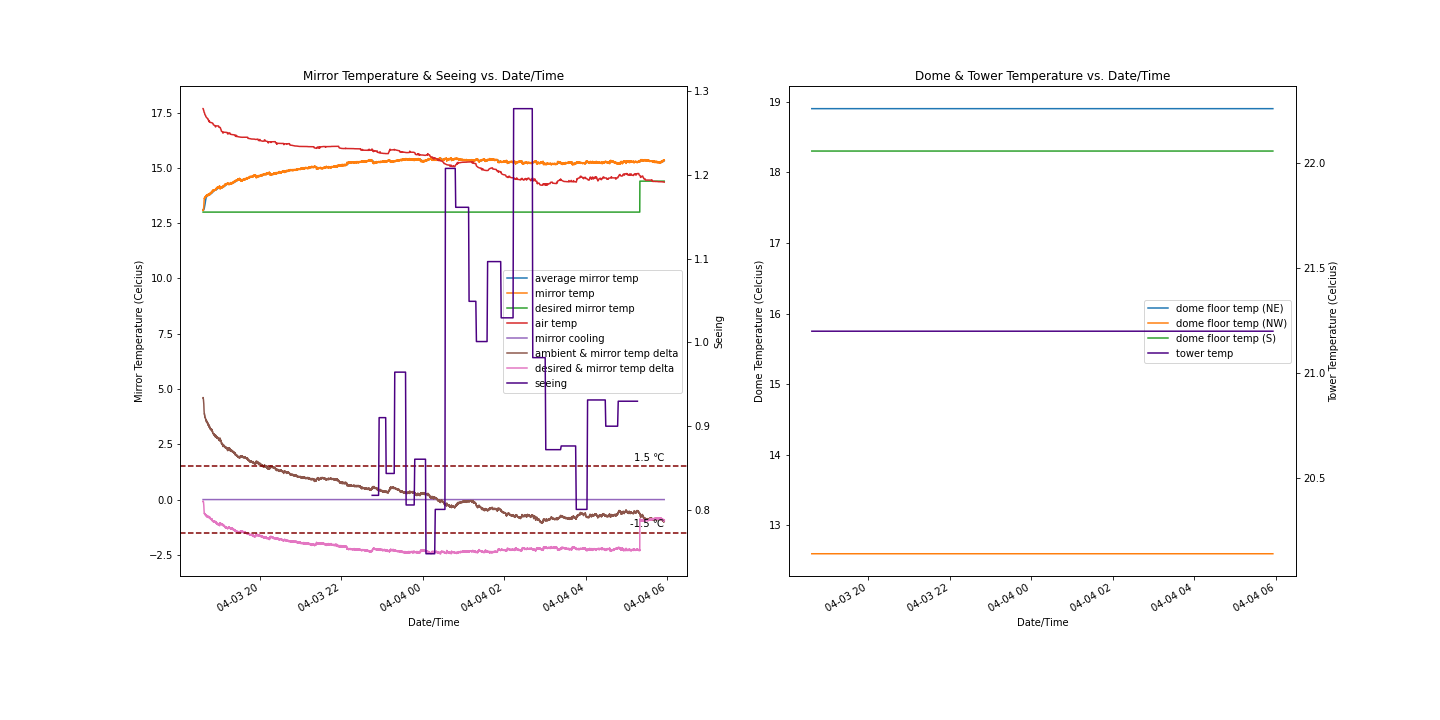 Mirror Temperature & Seeing vs. Date/Time
17.5
15.0
12.5
10.0
7.5
5.0
2.5
0.0
−2.5
Mirror Temperature (Celcius)
1.3
1.2
1.1
1.0
0.9
0.8
Seeing
average mirror temp
mirror temp
desired mirror temp
air temp
mirror cooling
ambient & mirror temp delta
desired & mirror temp delta
seeing
1.5 °C
-1.5 °C
04-03 20
04-03 22
04-04 00
04-04 02
04-04 04
04-04 06
Date/Time
Dome & Tower Temperature vs. Date/Time
19
18
17
16
15
14
13
Dome Temperature (Celcius)
22.0
21.5
21.0
20.5
Tower Temperature (Celcius)
dome floor temp (NE)
dome floor temp (NW)
dome floor temp (S)
tower temp
04-03 20
04-03 22
04-04 00
04-04 02
04-04 04
04-04 06
Date/Time